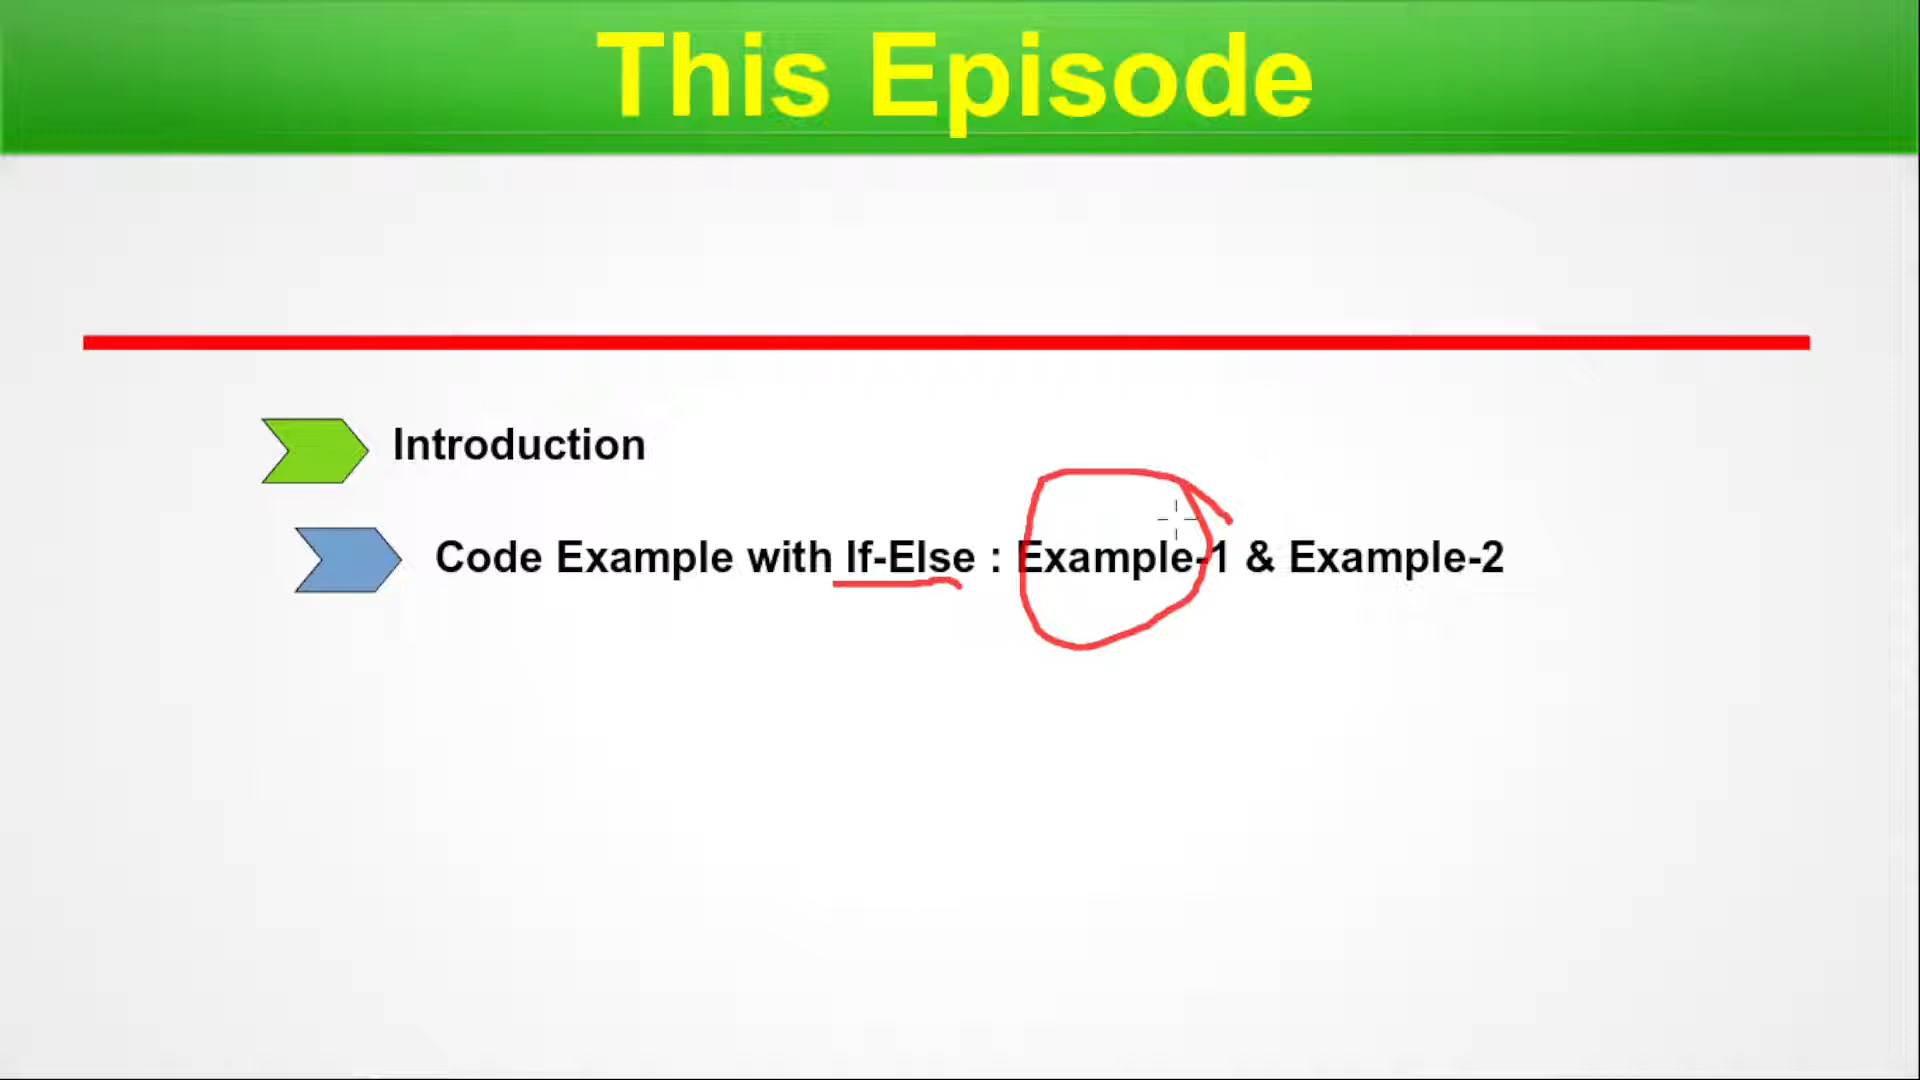 This Episode
Introduction
Code Example with If-Else : Example-1 & Example-2